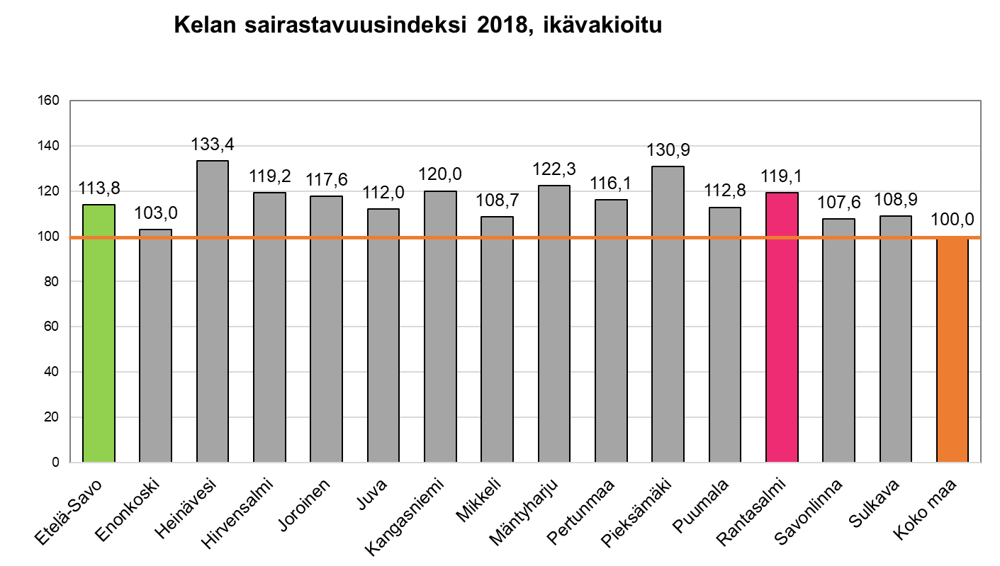 Kelan sairastavuusindeksi 2018, ikävakioitu
160
140
120
100
80
60
40
20
0
113,8
103,0
133,4
119,2
117,6
112,0
120,0
108,7
122,3
116,1
130,9
112,8
119,1
107,6
108,9
100,0
Etelä-Savo
Enonkoski
Heinävesi
Hirvensalmi
Joroinen
Juva
Kangasniemi
Mikkeli
Mäntyharju
Pertunmaa
Pieksämäki
Puumala
Rantasalmi
Savonlinna
Sulkava
Koko maa